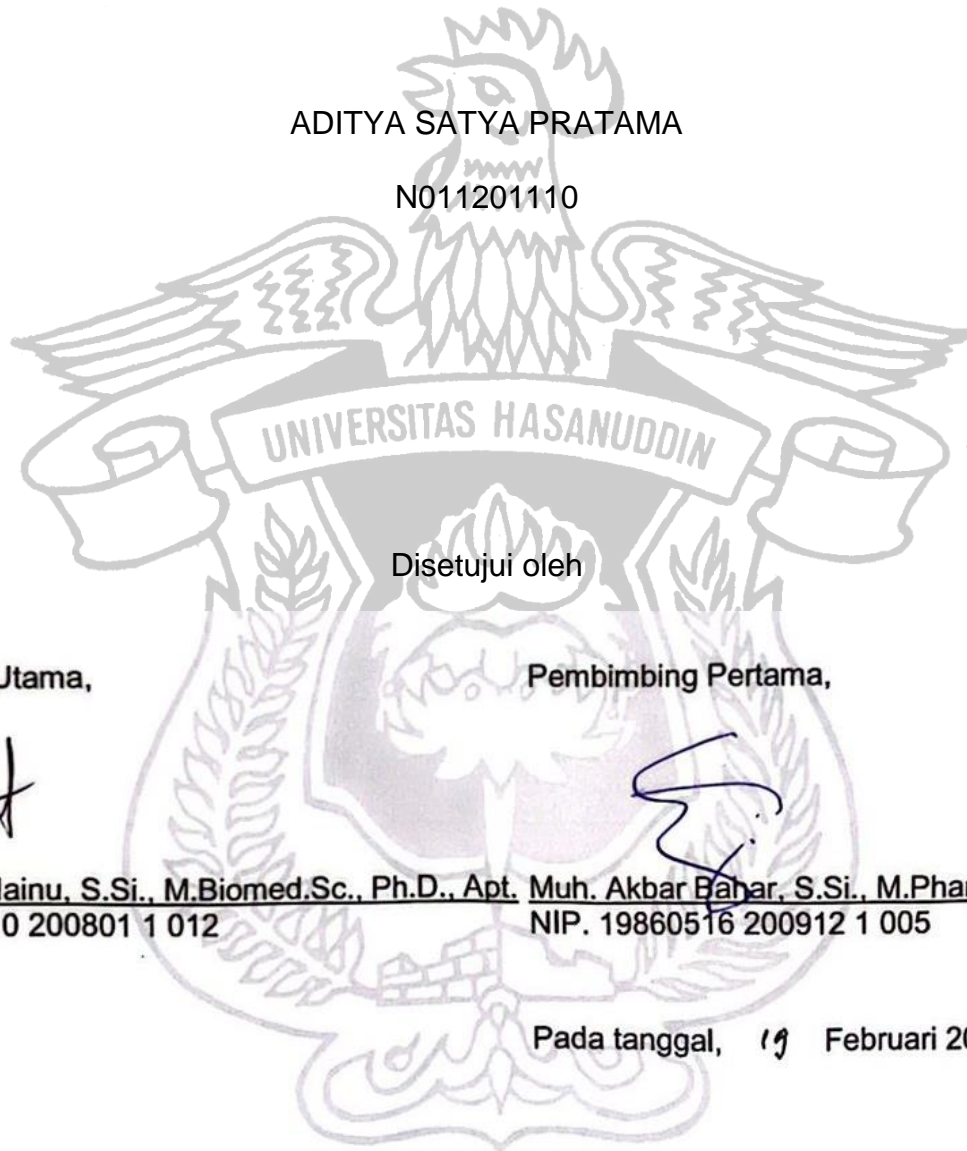 ADITYA SATYA PRATAMA
N011201110
UNIVERSITAS HASANUDDIN
Disetujui oleh
Utama,
Pembimbing Pertama,
ainu, S.Si., M.Biomed.Sc., Ph.D., Apt.
Muh. Akbar Bahar, S.Si., M.Phar
0 200801 1 012
NIP. 19860516 200912 1 005
Pada tanggal, 19 Februari 20